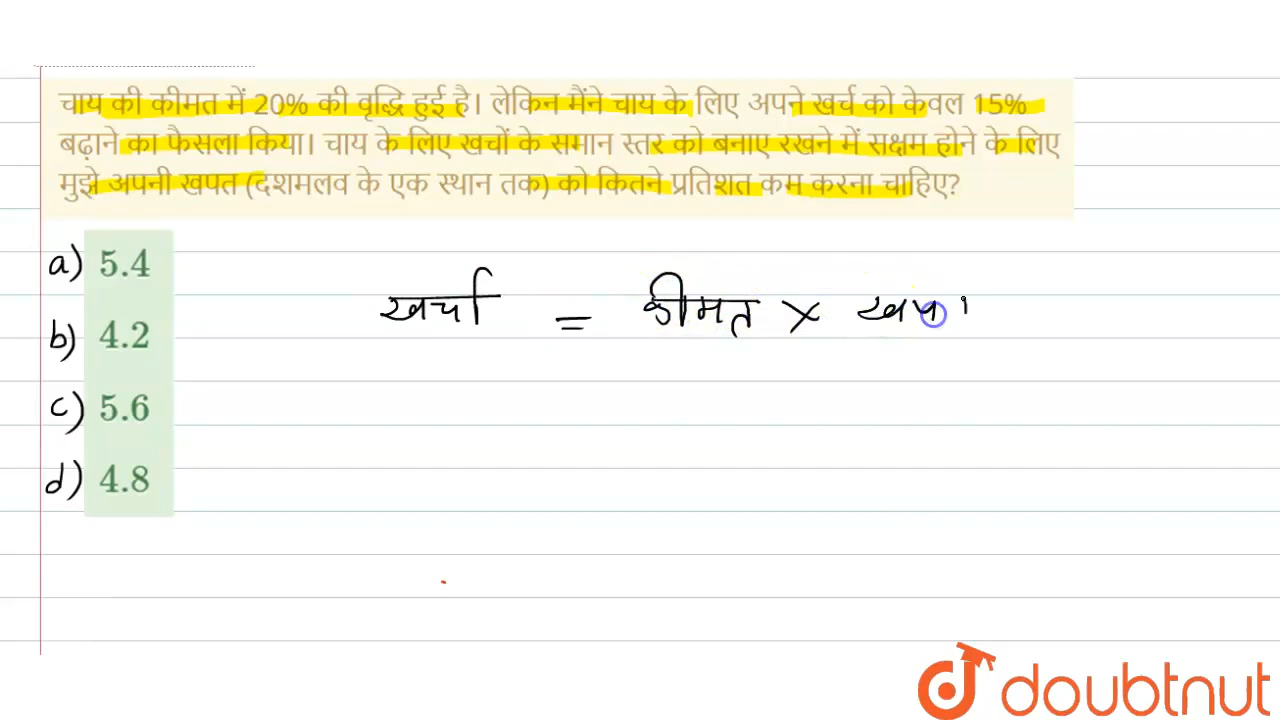 चाय की कीमत में 20% की वृद्धि हुई है। लेकिन मैंने चाय के लिए अपने खर्च को केवल 15%
बढ़ाने का फैसला किया। चाय के लिए खर्चों के समान स्तर को बनाए रखने में सक्षम होने के लिए
मुझे अपनी खपत (दशमलव के एक स्थान तक) को कितने प्रतिशत कम करना चाहिए?
a) 5.4
b) 4.2
c) 5.6
d) 4.8
खर्चा = कीमत × खप
doubtnut